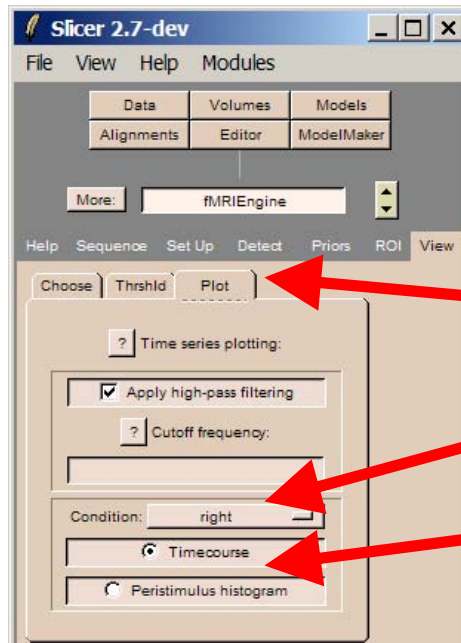 Slicer 2.7-dev
File View Help Modules
Data Volumes Models
Alignments Editor ModelMaker
More: fMRIEngine
Help Sequence Set Up Detect Priors ROI View
Choose Thrshld Plot
? Time series plotting:
Apply high-pass filtering
? Cutoff frequency:
Condition: right
Timecourse
Peristimulus histogram